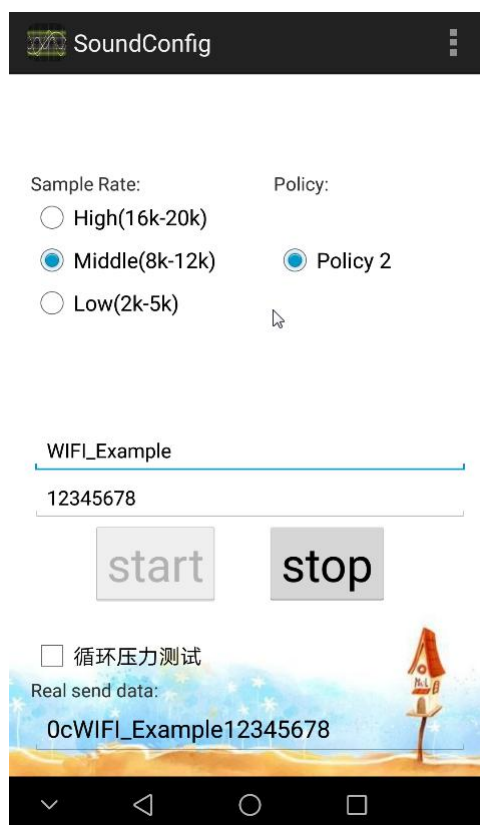 SoundConfig
Sample Rate:
Policy:
High(16k-20k)
Middle(8k-12k)
Policy 2
Low(2k-5k)
WIFI_Example
12345678
start
stop
循环压力测试
Real send data:
0cWIFI_Example12345678